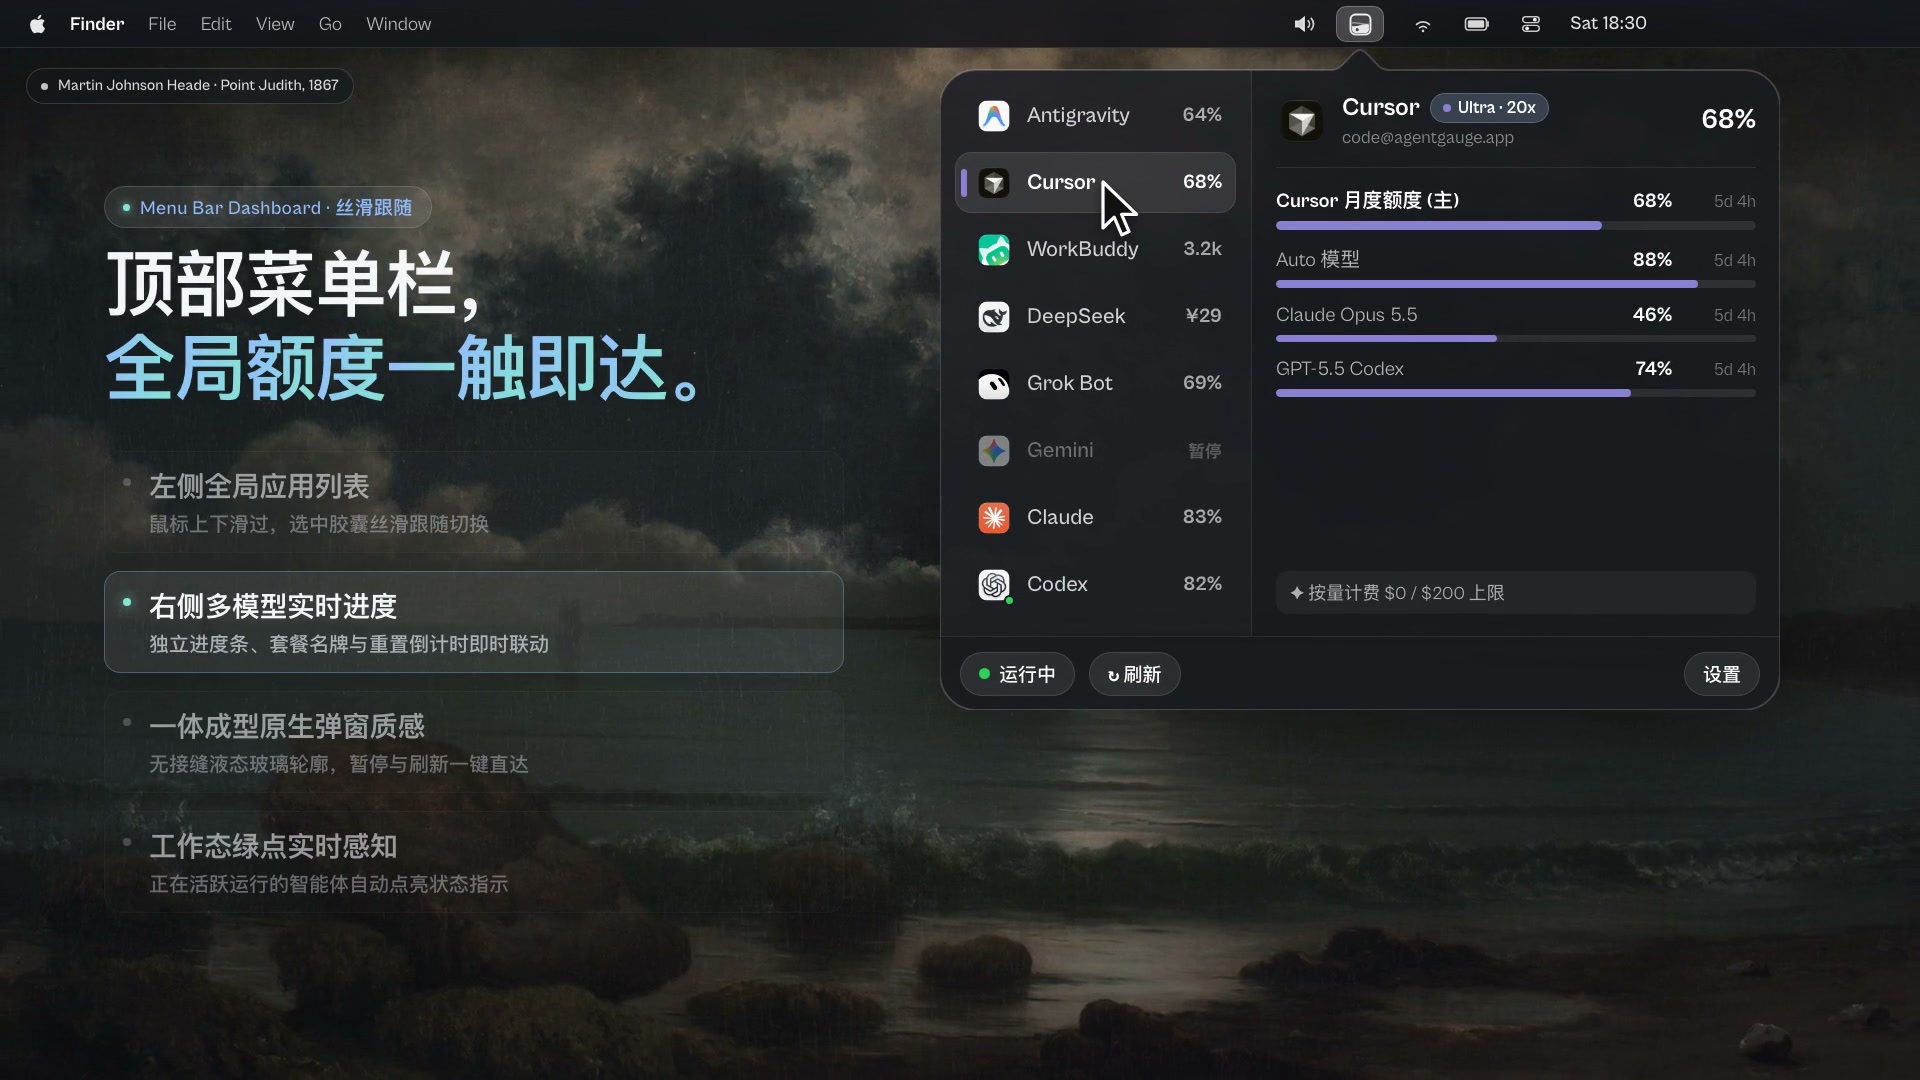 Finder File Edit View Go Window
Sat 18:30
Martin Johnson Heade · Point Judith, 1867
Menu Bar Dashboard · 丝滑跟随
顶部菜单栏，
全局额度一触即达。
左侧全局应用列表
鼠标上下滑过，选中胶囊丝滑跟随切换
右侧多模型实时进度
独立进度条、套餐名牌与重置倒计时即时联动
一体成型原生弹窗质感
无接缝液态玻璃轮廓，暂停与刷新一键直达
工作态绿点实时感知
正在活跃运行的智能体自动点亮状态指示
Antigravity 64%
Cursor 68%
WorkBuddy 3.2k
DeepSeek ¥29
Grok Bot 69%
Gemini 暂停
Claude 83%
Codex 82%
Cursor Ultra · 20x
code@agentgauge.app
68%
Cursor 月度额度 (主) 68% 5d 4h
Auto 模型 88% 5d 4h
Claude Opus 5.5 46% 5d 4h
GPT-5.5 Codex 74% 5d 4h
✦ 按量计费 $0 / $200 上限
运行中 ↻ 刷新 设置